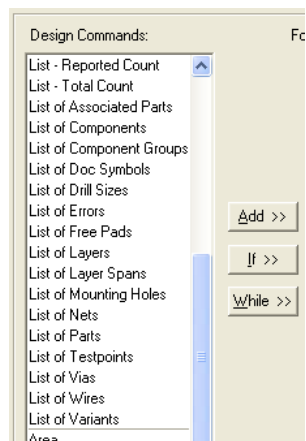 Design Commands:
Fo
List - Reported Count
List - Total Count
List of Associated Parts
List of Components
List of Component Groups
List of Doc Symbols
List of Drill Sizes
List of Errors
List of Free Pads
List of Layers
List of Layer Spans
List of Mounting Holes
List of Nets
List of Parts
List of Testpoints
List of Vias
List of Wires
List of Variants
Area
Add >>
If >>
While >>